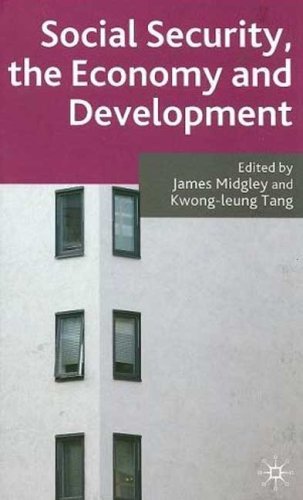 Social Security,
the Economy and
Development
Edited by
James Midgley and
Kwong-leung Tang